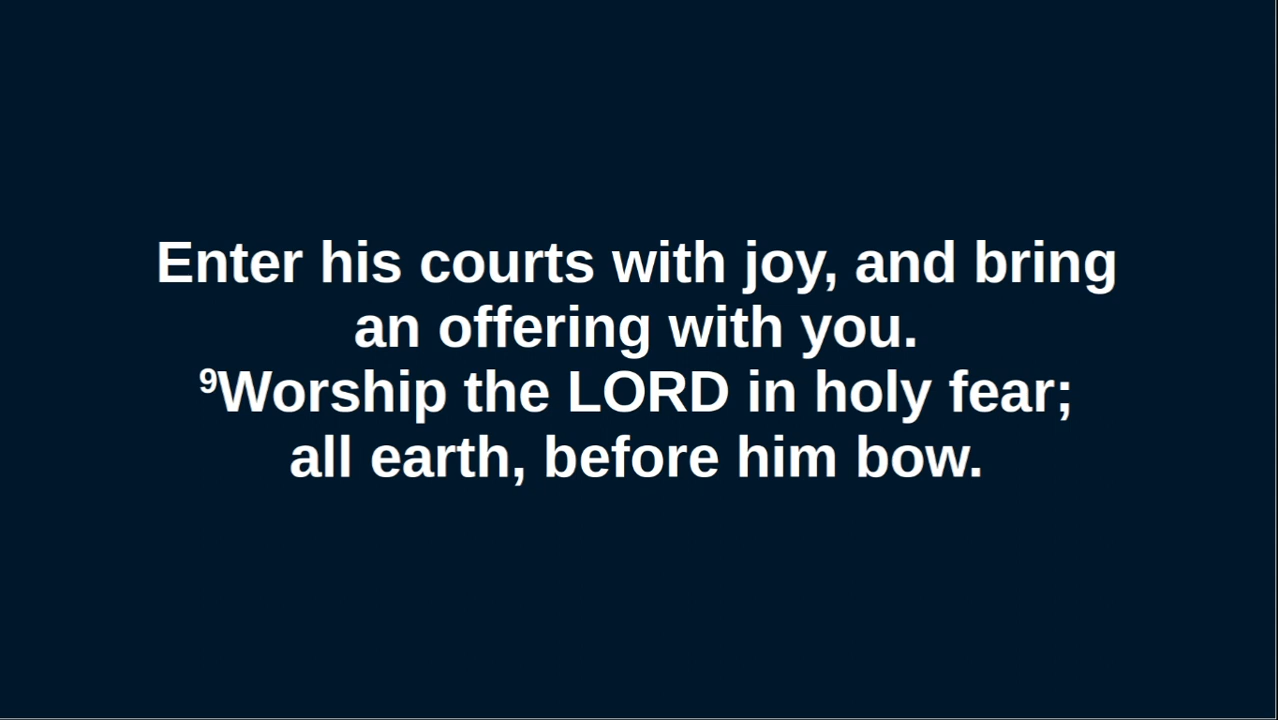 Enter his courts with joy, and bring
an offering with you.
⁹Worship the LORD in holy fear;
all earth, before him bow.